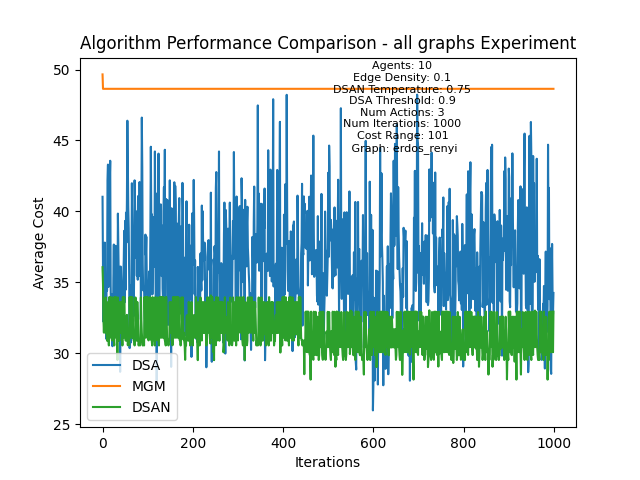 Algorithm Performance Comparison - all graphs Experiment
Agents: 10
Edge Density: 0.1
DSAN Temperature: 0.75
DSA Threshold: 0.9
Num Actions: 3
Num Iterations: 1000
Cost Range: 101
Graph: erdos_renyi
50
45
40
35
30
25
Average Cost
DSA
MGM
DSAN
0
200
400
600
800
1000
Iterations